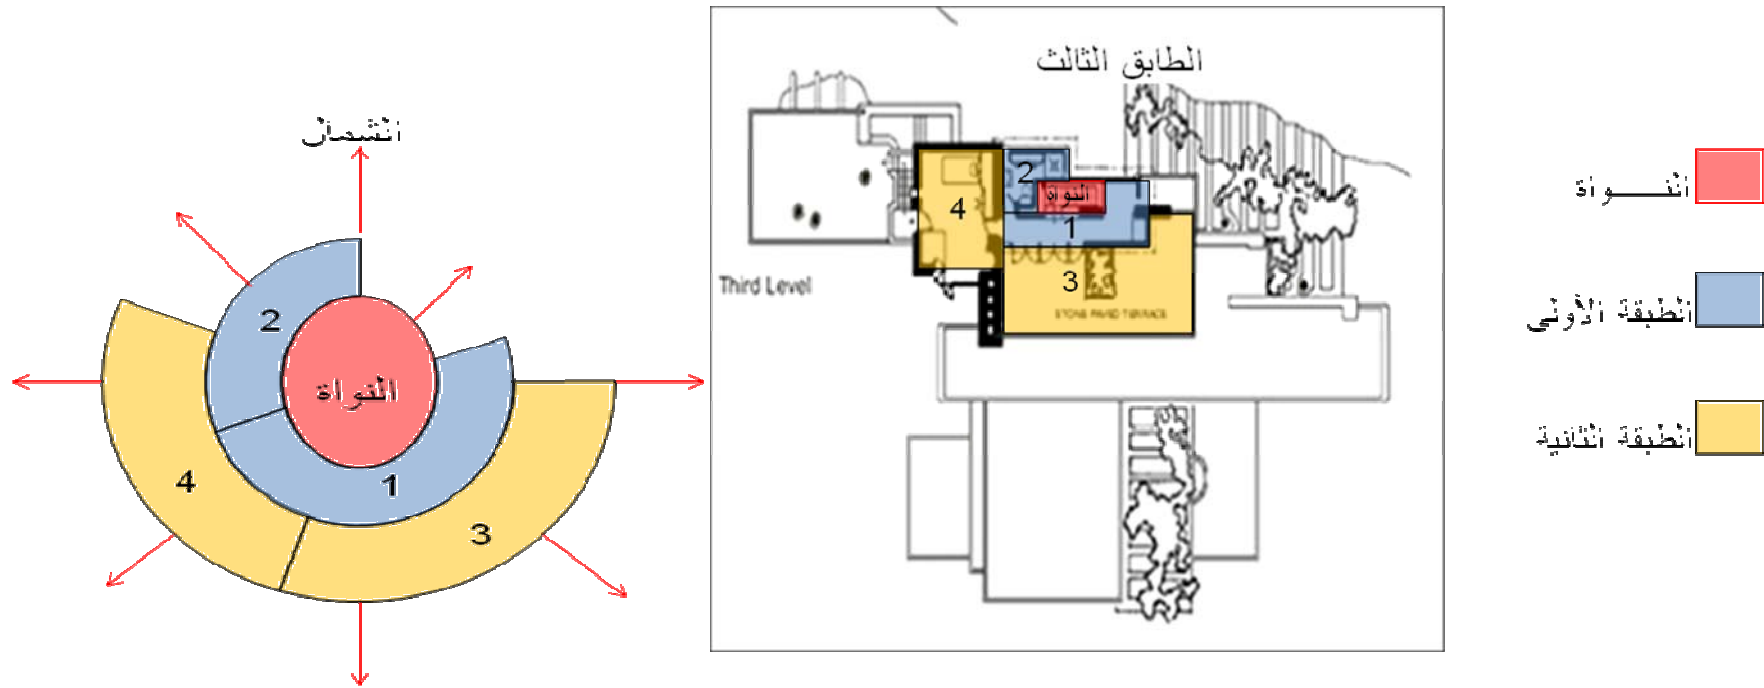 الشمال
2
النواة
4
1
3
الطابق الثالث
2
النواة
4
1
3
STONE PAVED TERRACE
Third Level
النـــواة
الطبقة الأولى
الطبقة الثانية